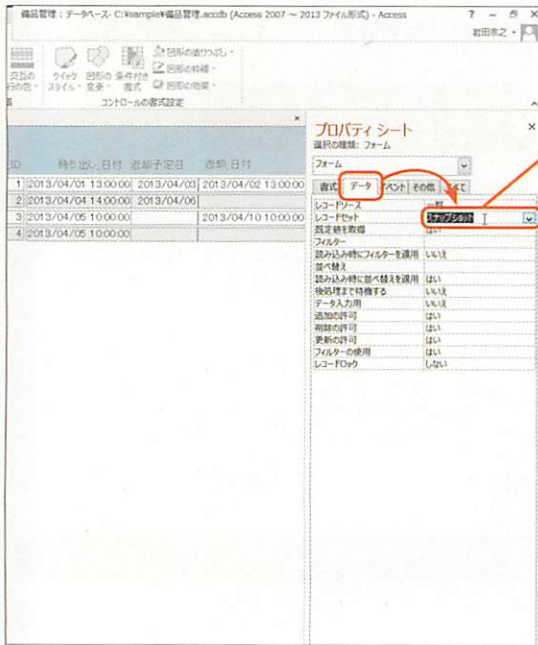 備品管理 : データベース- C:¥sample¥備品管理.accdb (Access 2007 ～ 2013 ファイル形式) - Access
?
岩田宗之
交互の
行の色
クイック
スタイル
図形の
変更
条件付き
書式
図形の塗りつぶし
図形の枠線
図形の効果
コントロールの書式設定
ID 持ち出し_日付 返却予定日 返却_日付
1 2013/04/01 13:00:00 2013/04/03 2013/04/02 13:00:00
2 2013/04/04 14:00:00 2013/04/06
3 2013/04/05 10:00:00 2013/04/10 10:00:00
4 2013/04/05 10:00:00
プロパティ シート
選択の種類: フォーム
フォーム
書式 データ イベント その他 すべて
レコードソース
レコードセット スナップショット
既定値を取得 はい
フィルター
読み込み時にフィルターを適用 いいえ
並べ替え
読み込み時に並べ替えを適用 はい
後処理まで待機する いいえ
データ入力用 いいえ
追加の許可 はい
削除の許可 はい
更新の許可 はい
フィルターの使用 はい
レコードロック しない